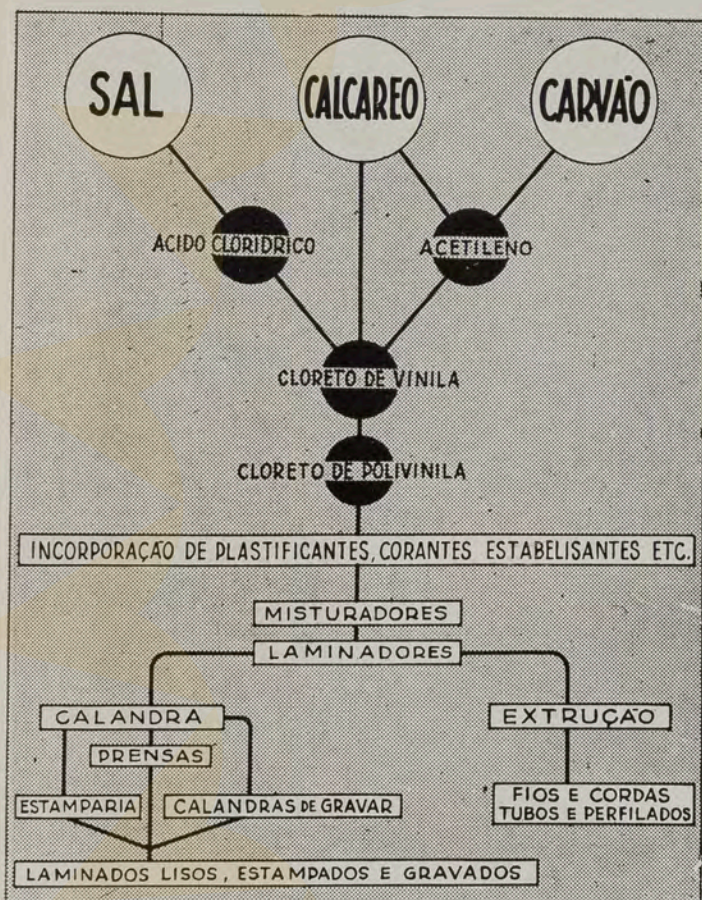 SAL
CALCAREO
CARVÃO
ACIDO CLORIDRICO
ACETILENO
CLORETO DE VINILA
CLORETO DE POLIVINILA
INCORPORAÇÃO DE PLASTIFICANTES, CORANTES ESTABELISANTES ETC.
MISTURADORES
LAMINADORES
CALANDRA
EXTRUÇÃO
PRENSAS
ESTAMPARIA
CALANDRAS DE GRAVAR
FIOS E CORDAS
TUBOS E PERFILADOS
LAMINADOS LISOS, ESTAMPADOS E GRAVADOS